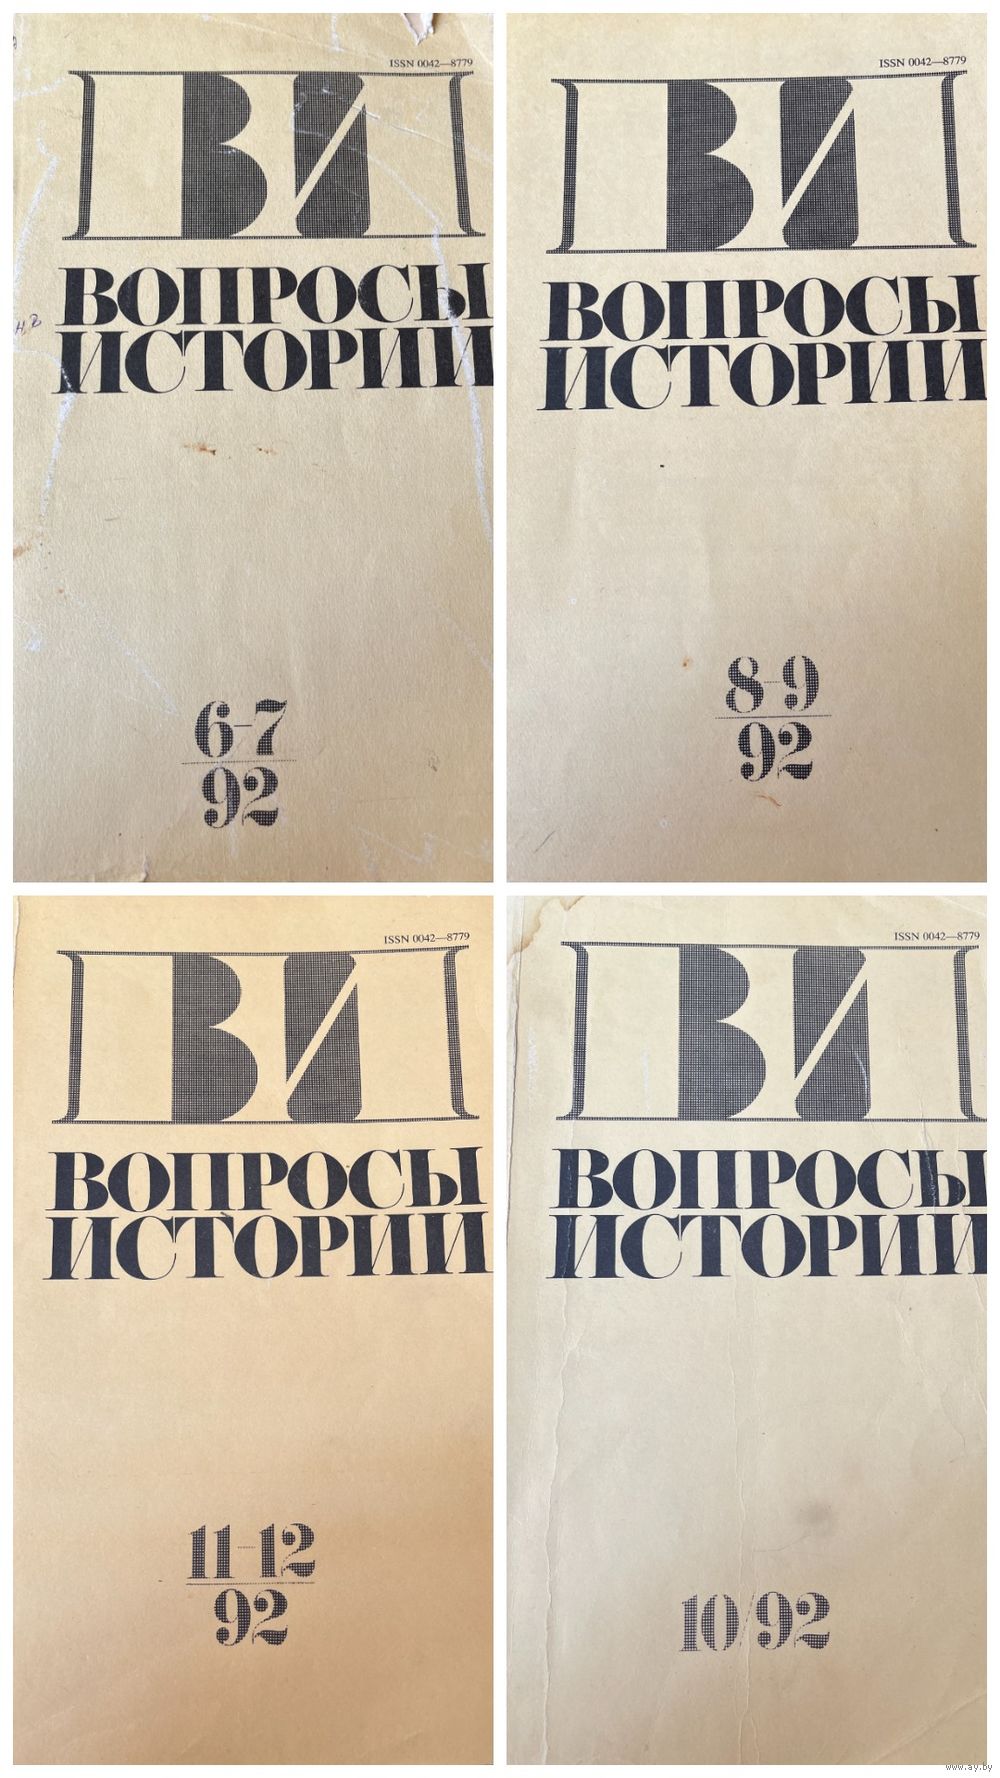 ISSN 0042—8779
ВИ
ВОПРОСЫ
ИСТОРИИ
6–7
92
ISSN 0042—8779
ВИ
ВОПРОСЫ
ИСТОРИИ
8–9
92
ISSN 0042—8779
ВИ
ВОПРОСЫ
ИСТОРИИ
11–12
92
ISSN 0042—8779
ВИ
ВОПРОСЫ
ИСТОРИИ
10/92
www.ay.by